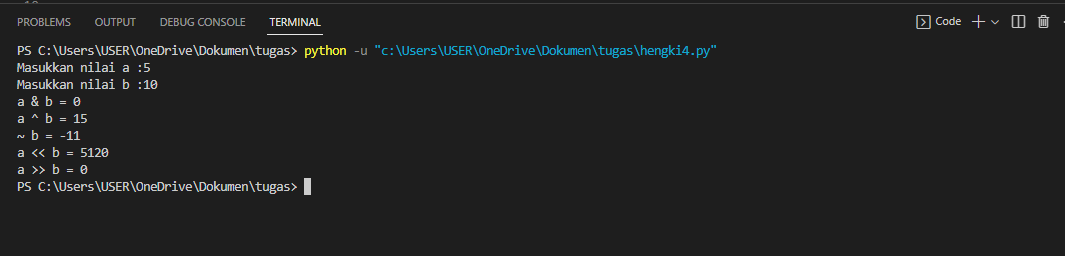 PROBLEMS OUTPUT DEBUG CONSOLE TERMINAL Code
PS C:\Users\USER\OneDrive\Dokumen\tugas> python -u "c:\Users\USER\OneDrive\Dokumen\tugas\hengki4.py"
Masukkan nilai a :5
Masukkan nilai b :10
a & b = 0
a ^ b = 15
~ b = -11
a << b = 5120
a >> b = 0
PS C:\Users\USER\OneDrive\Dokumen\tugas>